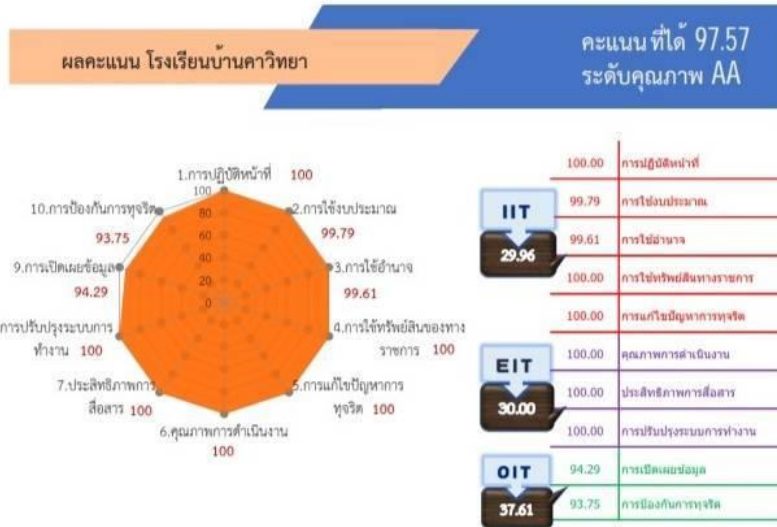 ผลคะแนน โรงเรียนบ้านคาวิทยา
คะแนน ที่ได้ 97.57
ระดับคุณภาพ AA
1.การปฏิบัติหน้าที่ 100
2.การใช้งบประมาณ
99.79
3.การใช้อำนาจ
99.61
4.การใช้ทรัพย์สินของทาง
ราชการ 100
5.การแก้ไขปัญหาการ
ทุจริต 100
6.คุณภาพการดำเนินงาน
100
7.ประสิทธิภาพการ
สื่อสาร 100
การปรับปรุงระบบการ
ทำงาน 100
9.การเปิดเผยข้อมูล
94.29
10.การป้องกันการทุจริต
93.75
100
80
60
40
20
0
IIT
29.96
100.00 การปฏิบัติหน้าที่
99.79 การใช้งบประมาณ
99.61 การใช้อำนาจ
100.00 การใช้ทรัพย์สินทางราชการ
100.00 การแก้ไขปัญหาการทุจริต
EIT
30.00
100.00 คุณภาพการดำเนินงาน
100.00 ประสิทธิภาพการสื่อสาร
100.00 การปรับปรุงระบบการทำงาน
OIT
37.61
94.29 การเปิดเผยข้อมูล
93.75 การป้องกันการทุจริต